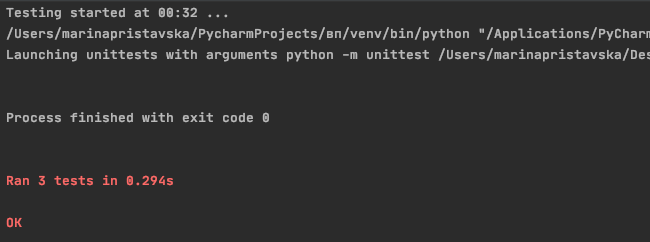 Testing started at 00:32 ...
/Users/marinapristavska/PycharmProjects/вп/venv/bin/python "/Applications/PyCharm
Launching unittests with arguments python -m unittest /Users/marinapristavska/Des
Process finished with exit code 0
Ran 3 tests in 0.294s
OK